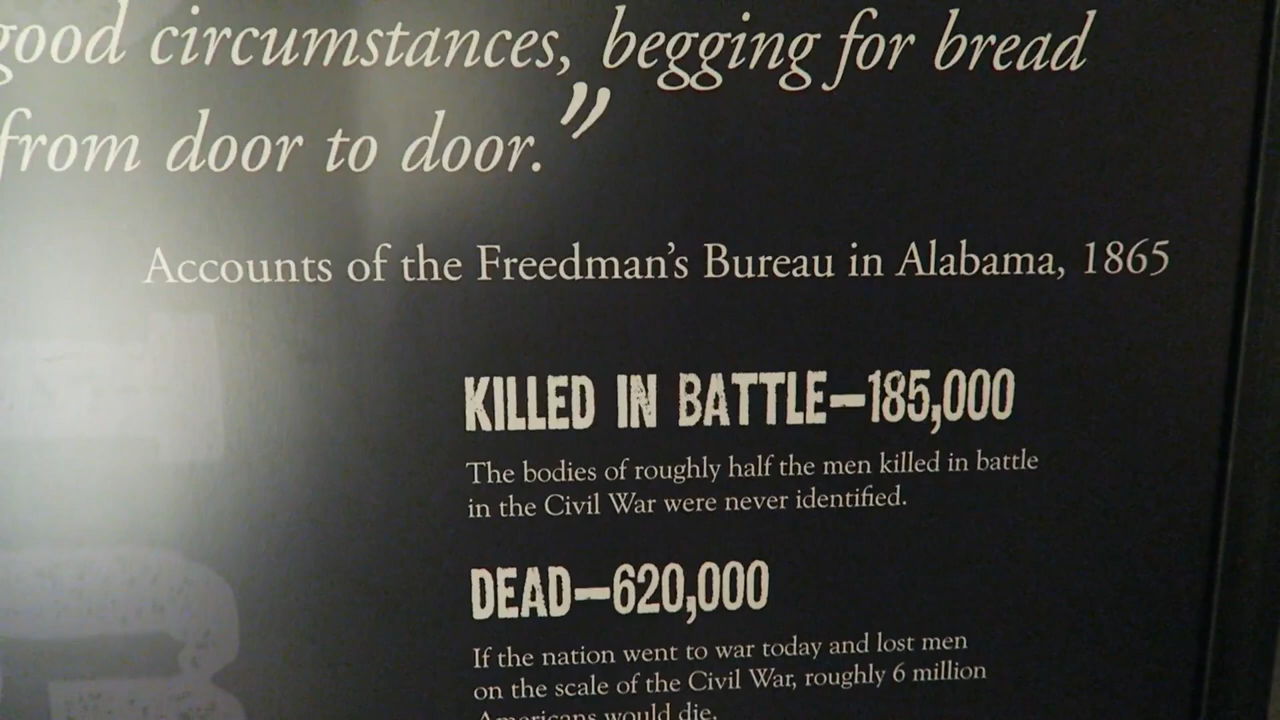 good circumstances, begging for bread
from door to door.”
Accounts of the Freedman’s Bureau in Alabama, 1865
KILLED IN BATTLE—185,000
The bodies of roughly half the men killed in battle
in the Civil War were never identified.
DEAD—620,000
If the nation went to war today and lost men
on the scale of the Civil War, roughly 6 million
Americans would die.